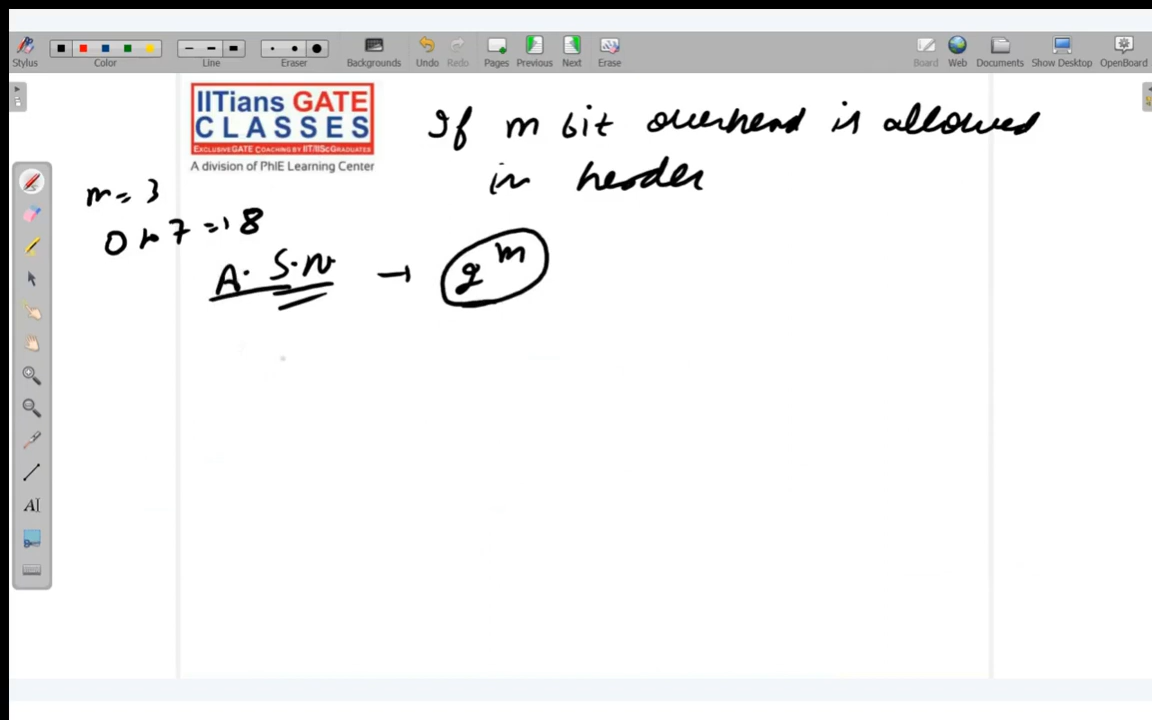 Stylus
Color
Line
Eraser
Backgrounds
Undo
Redo
Pages
Previous
Next
Erase
Board
Web
Documents
Show Desktop
OpenBoard
IITians GATE
CLASSES
EXCLUSIVE GATE COACHING BY IIT/IISC GRADUATES
A division of PhIE Learning Center
If m bit overhead is allowed
in header
m = 3
0 to 7 => 8
A. S.N → 2^m
AI